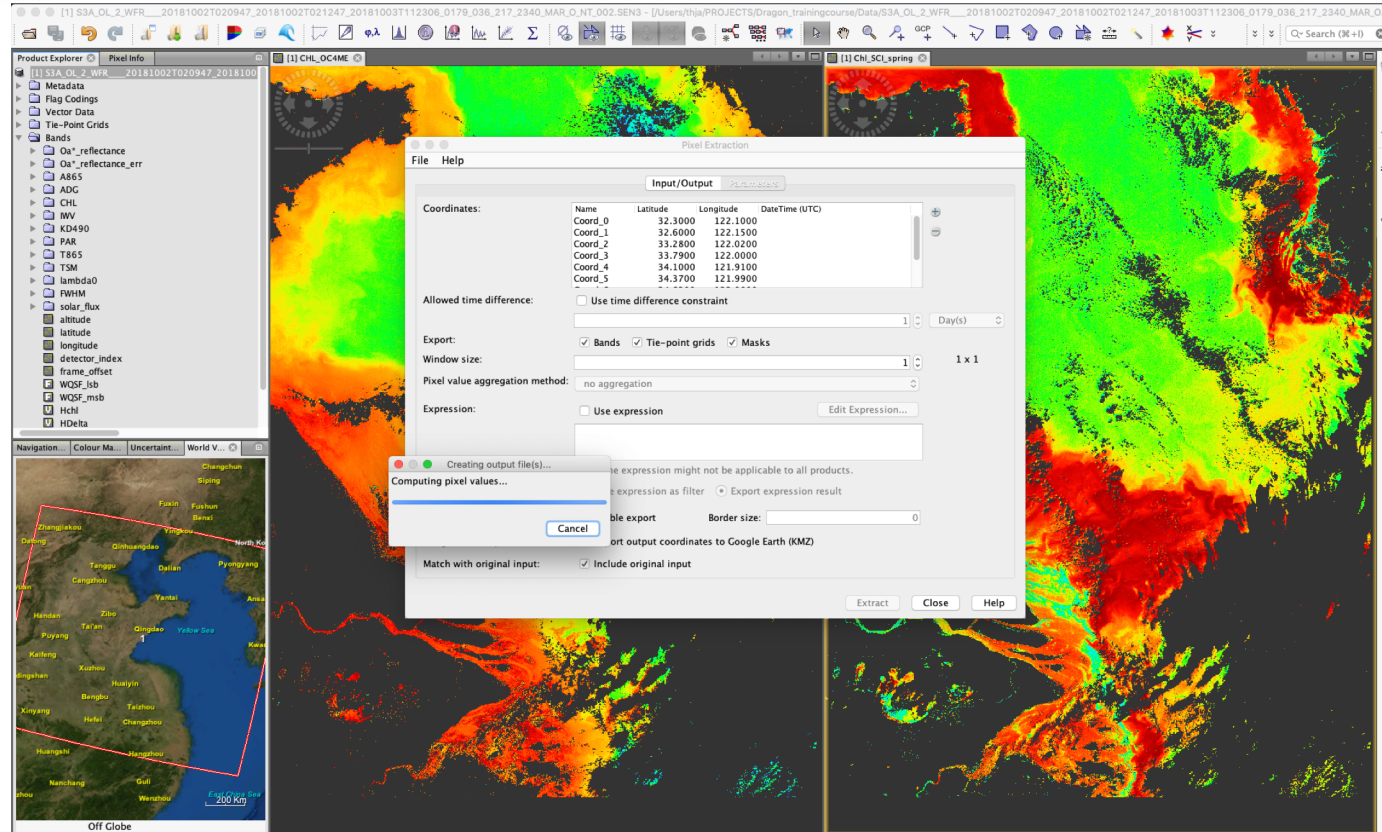 [1] S3A_OL_2_WFR____20181002T020947_20181002T021247_20181003T112306_0179_036_217_2340_MAR_O_NT_002.SEN3 - [/Users/thja/PROJECTS/Dragon_trainingcourse/Data/S3A_OL_2_WFR____20181002T020947_20181002T021247_20181003T112306_0179_036_217_2340_MAR_O
φ,λ
Σ
GCP
Search (⌘+I)
Product Explorer
Pixel Info
[1] CHL_OC4ME
[1] Chl_SCI_spring
[1] S3A_OL_2_WFR____20181002T020947_2018100
Metadata
Flag Codings
Vector Data
Tie-Point Grids
Bands
Oa*_reflectance
Oa*_reflectance_err
A865
ADG
CHL
IWV
KD490
PAR
T865
TSM
lambda0
FWHM
solar_flux
altitude
latitude
longitude
detector_index
frame_offset
WQSF_lsb
WQSF_msb
Hchl
HDelta
Pixel Extraction
File Help
Input/Output Parameters
Coordinates:
Name Latitude Longitude DateTime (UTC)
Coord_0 32.3000 122.1000
Coord_1 32.6000 122.1500
Coord_2 33.2800 122.0200
Coord_3 33.7900 122.0000
Coord_4 34.1000 121.9100
Coord_5 34.3700 121.9900
Allowed time difference:
Use time difference constraint
1 Day(s)
Export:
Bands Tie-point grids Masks
Window size:
1 1 x 1
Pixel value aggregation method:
no aggregation
Expression:
Use expression
Edit Expression...
e expression might not be applicable to all products.
e expression as filter Export expression result
ble export Border size: 0
ort output coordinates to Google Earth (KMZ)
Match with original input:
Include original input
Extract Close Help
Creating output file(s)...
Computing pixel values...
Cancel
Navigation... Colour Ma... Uncertaint... World V...
Changchun
Siping
Fuxin
Fushun
Benxi
Zhangjiakou
Yingkou
Datong
Qinhuangdao
North Ko
Tanggu
Dalian
Pyongyang
Cangzhou
Yantai
Ansa
Handan
Zibo
Tai'an
Qingdao
Yellow Sea
Puyang
1
Kwa
Kaifeng
Xuzhou
dingshan
Huaiyin
Bengbu
Xinyang
Taizhou
Hefei
Changzhou
Huangshi
Hangzhou
Nanchang
Guli
zhou
Wenzhou
East China Sea
200 Km
Off Globe